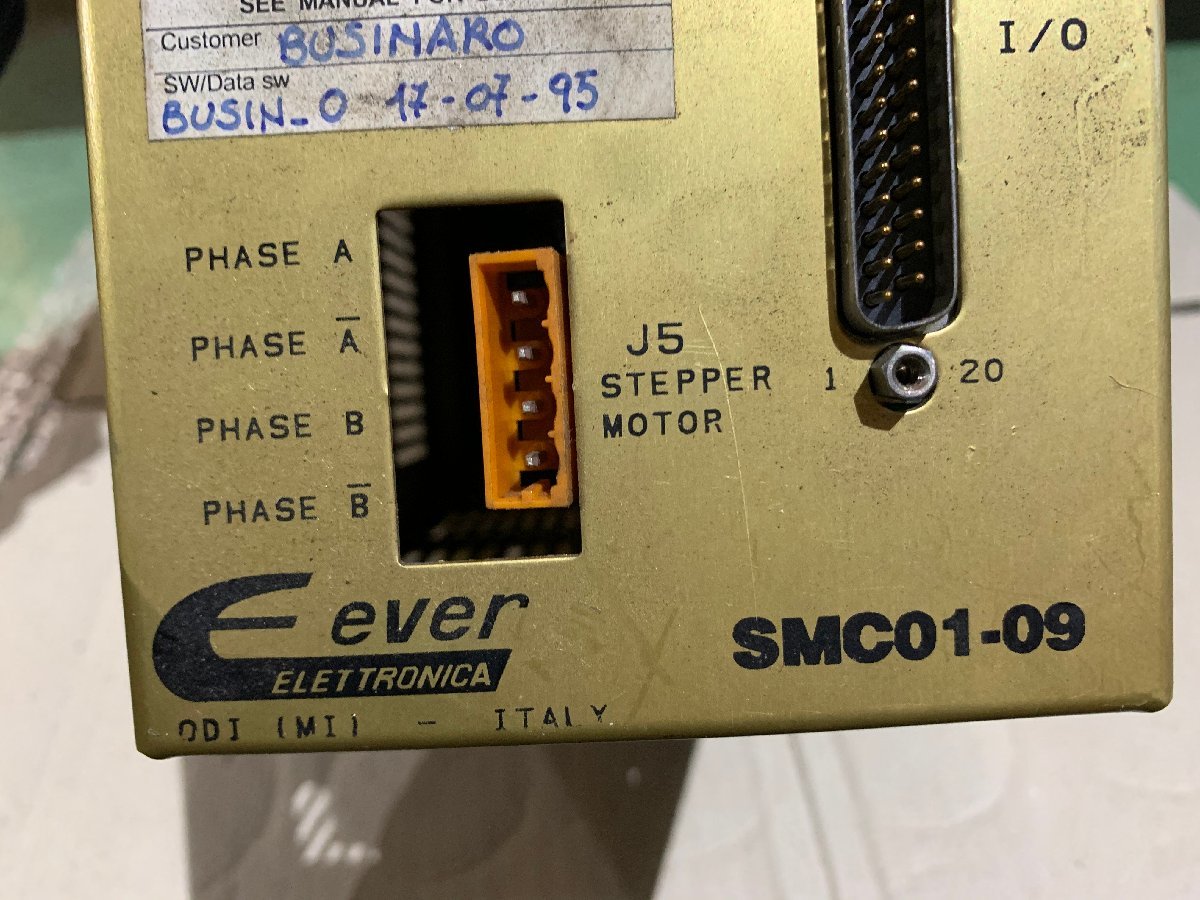 SEE MANUAL FOR
Customer BUSINARO
SW/Data sw
BUSIN_0 17-07-95
I/O
PHASE A
PHASE A̅
PHASE B
PHASE B̅
J5
STEPPER
MOTOR
1 20
ever
ELETTRONICA
ODI (MI) - ITALY
SMC01-09